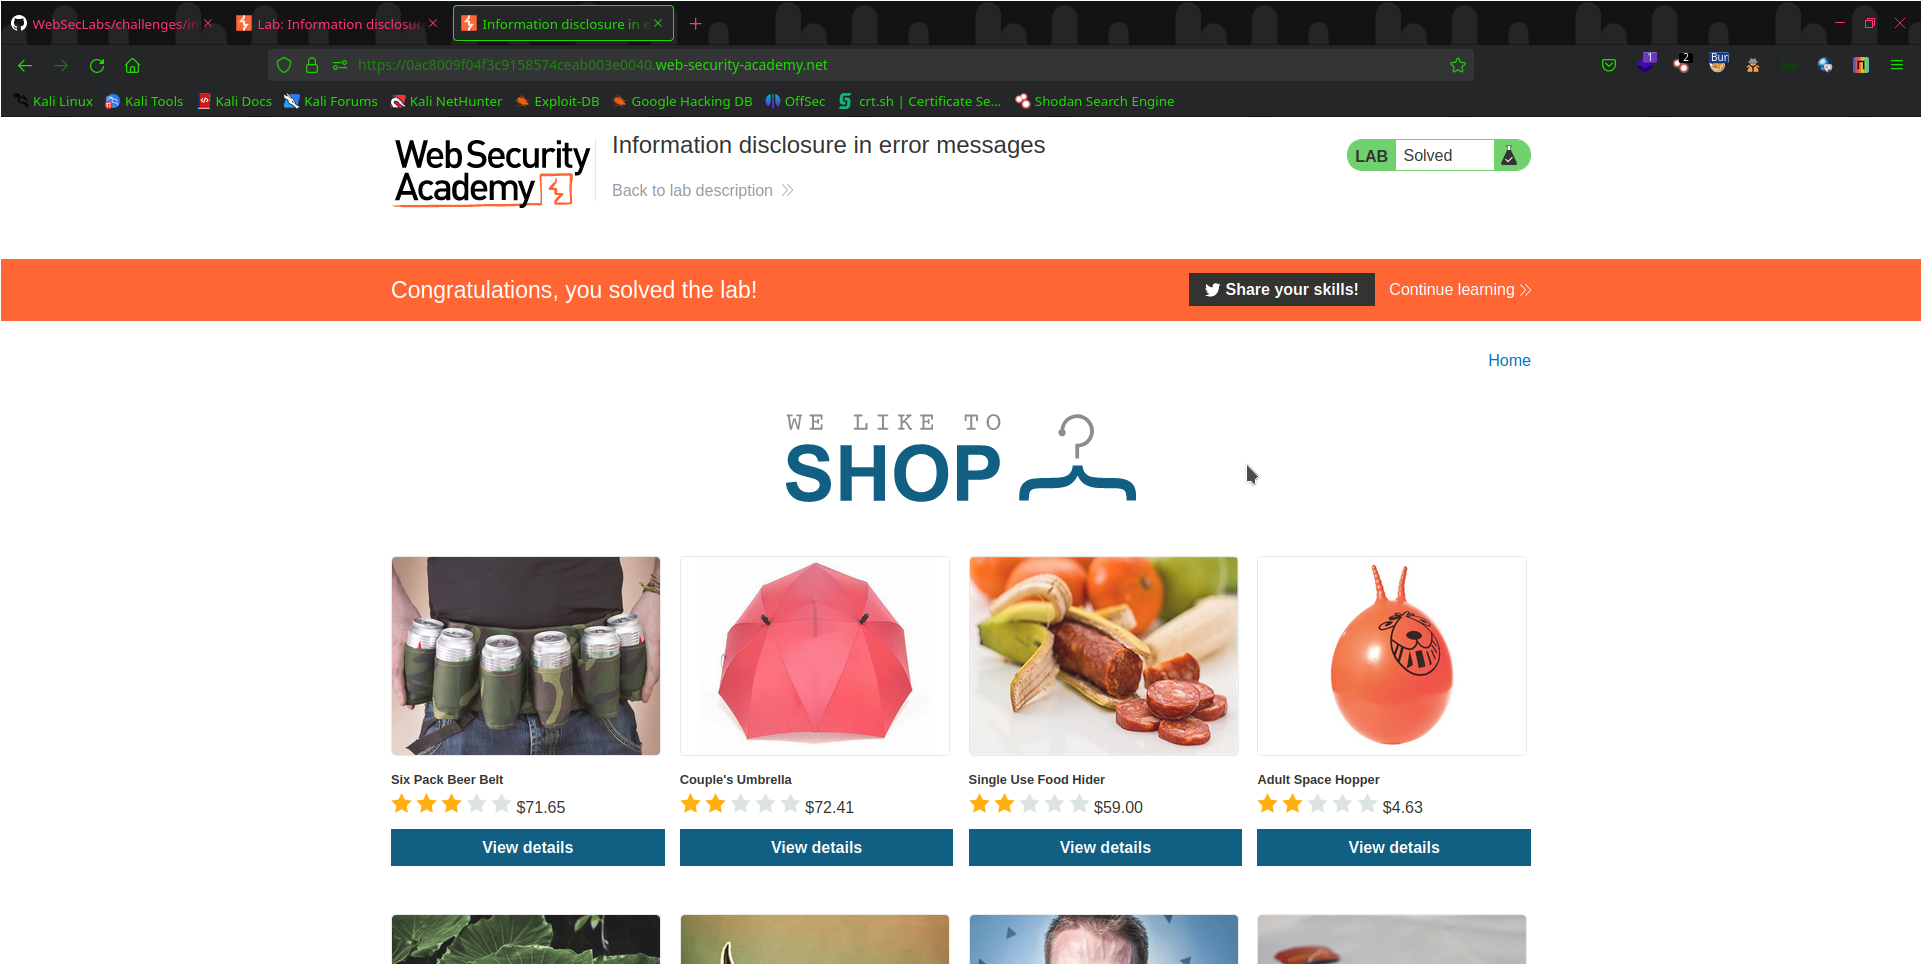 WebSecLabs/challenges/in
Lab: Information disclosu
Information disclosure in e
https://0ac8009f04f3c9158574ceab003e0040.web-security-academy.net
1
2
Bur
Kali Linux Kali Tools Kali Docs Kali Forums Kali NetHunter Exploit-DB Google Hacking DB OffSec crt.sh | Certificate Se... Shodan Search Engine
Web Security
Academy
Information disclosure in error messages
Back to lab description
LAB Solved
Congratulations, you solved the lab!
Share your skills!
Continue learning
Home
WE LIKE TO
SHOP
Six Pack Beer Belt
$71.65
View details
Couple's Umbrella
$72.41
View details
Single Use Food Hider
$59.00
View details
Adult Space Hopper
$4.63
View details